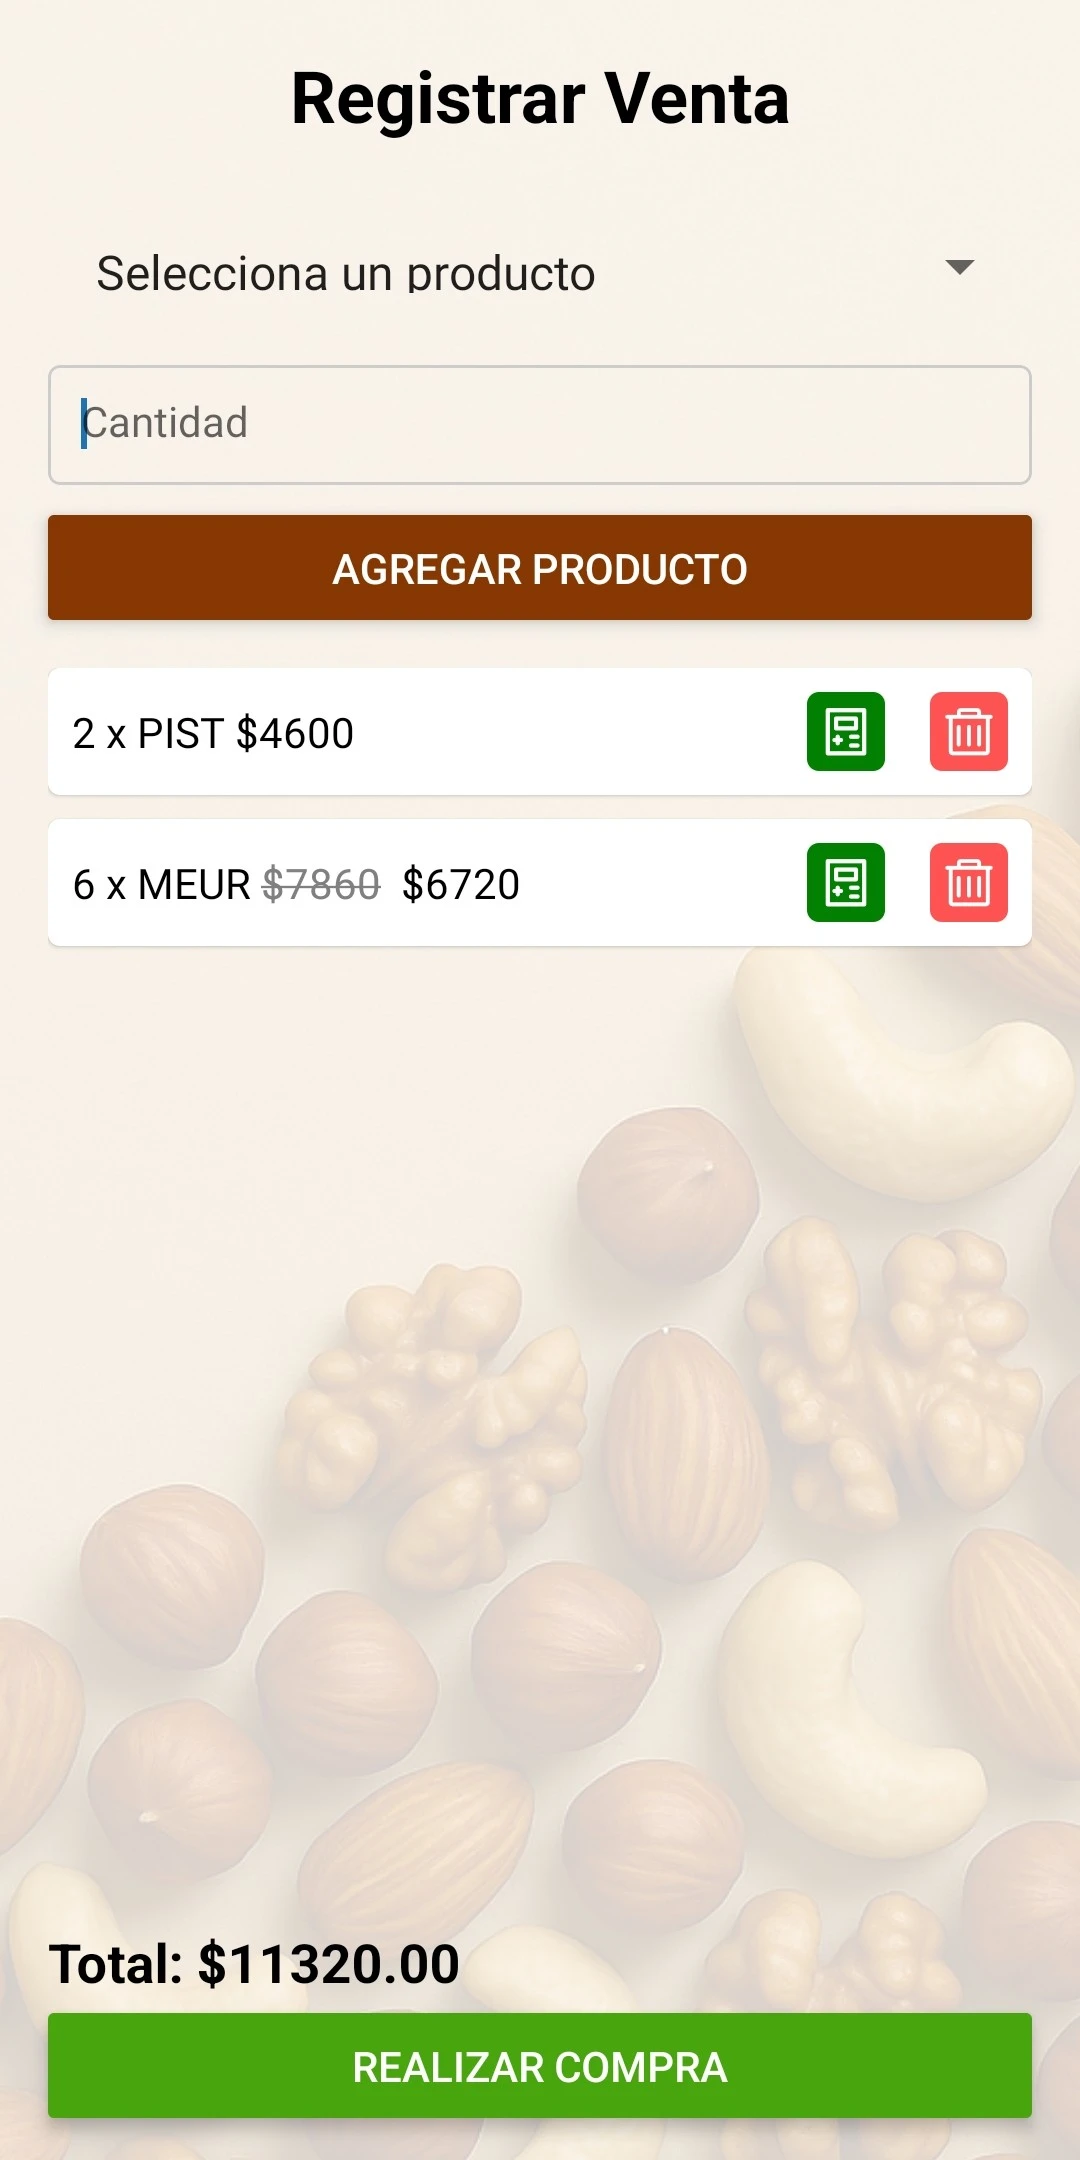 Registrar Venta
Selecciona un producto
Cantidad
AGREGAR PRODUCTO
2 x PIST $4600
6 x MEUR $7860 $6720
Total: $11320.00
REALIZAR COMPRA